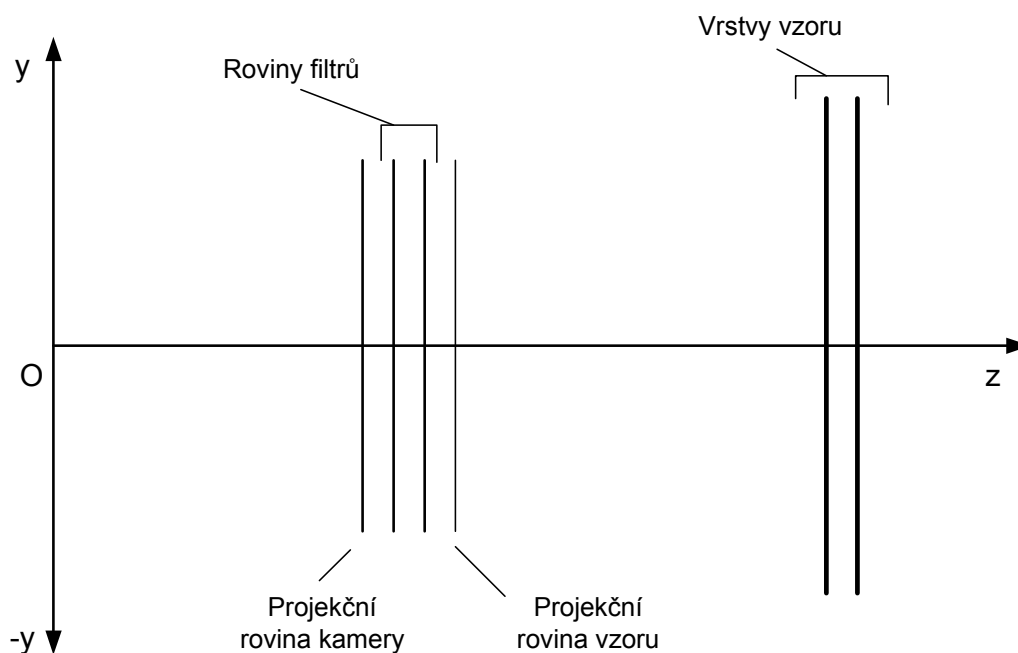 Vrstvy vzoru
y
Roviny filtrů
O
z
Projekční
rovina kamery
Projekční
rovina vzoru
-y